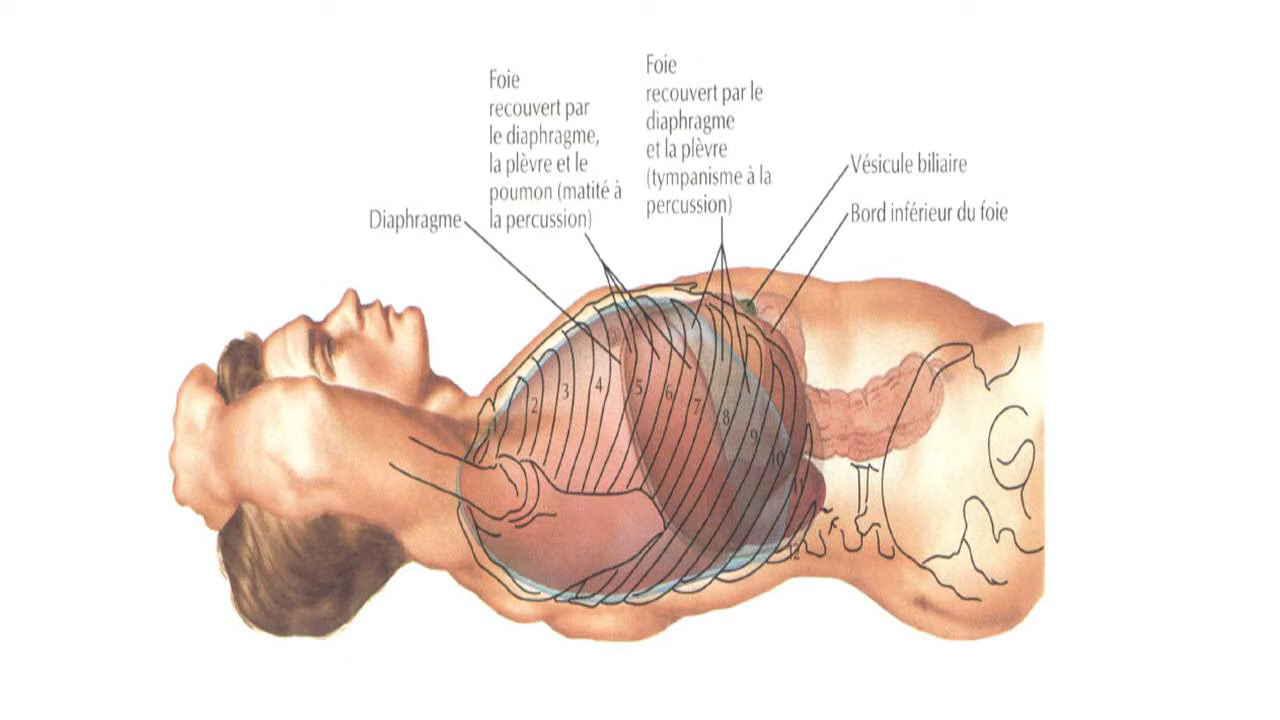 Foie
recouvert par
le diaphragme,
la plèvre et le
poumon (matité à
la percussion)
Foie
recouvert par le
diaphragme
et la plèvre
(tympanisme à la
percussion)
Vésicule biliaire
Bord inférieur du foie
Diaphragme
1
2
3
4
5
6
7
8
9
10
11
12